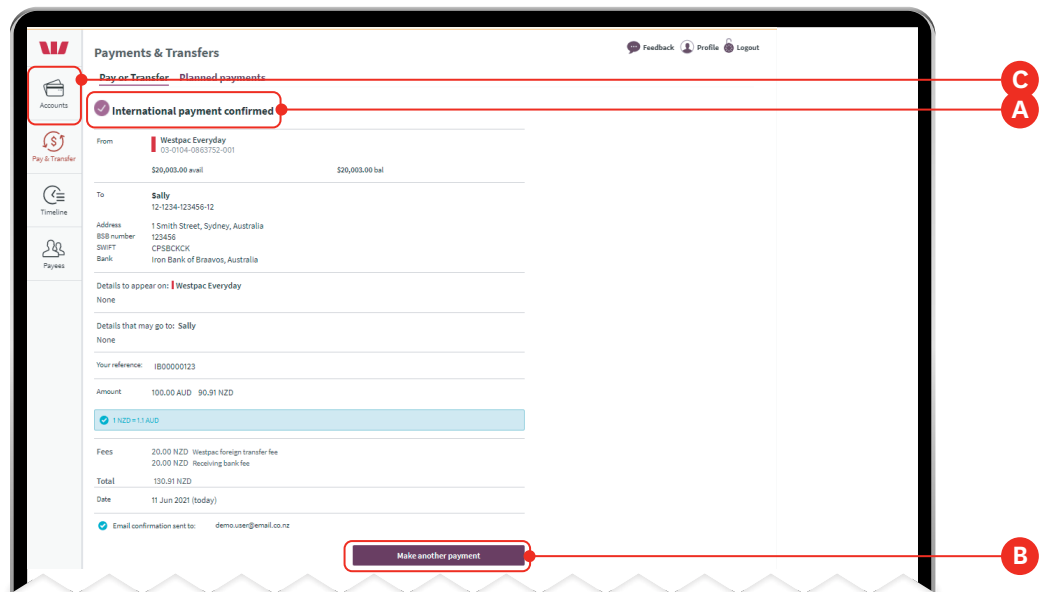 Payments & Transfers
Feedback Profile Logout
Pay or Transfer Planned payments
C
Accounts
International payment confirmed
A
Pay & Transfer
Timeline
Payees
From Westpac Everyday
03-0104-0863752-001
$20,003.00 avail $20,003.00 bal
To Sally
12-1234-123456-12
Address 1 Smith Street, Sydney, Australia
BSB number 123456
SWIFT CPSBCKCK
Bank Iron Bank of Braavos, Australia
Details to appear on: Westpac Everyday
None
Details that may go to: Sally
None
Your reference: IB00000123
Amount 100.00 AUD 90.91 NZD
1 NZD = 1.1 AUD
Fees 20.00 NZD Westpac foreign transfer fee
20.00 NZD Receiving bank fee
Total 130.91 NZD
Date 11 Jun 2021 (today)
Email confirmation sent to: demo.user@email.co.nz
Make another payment
B